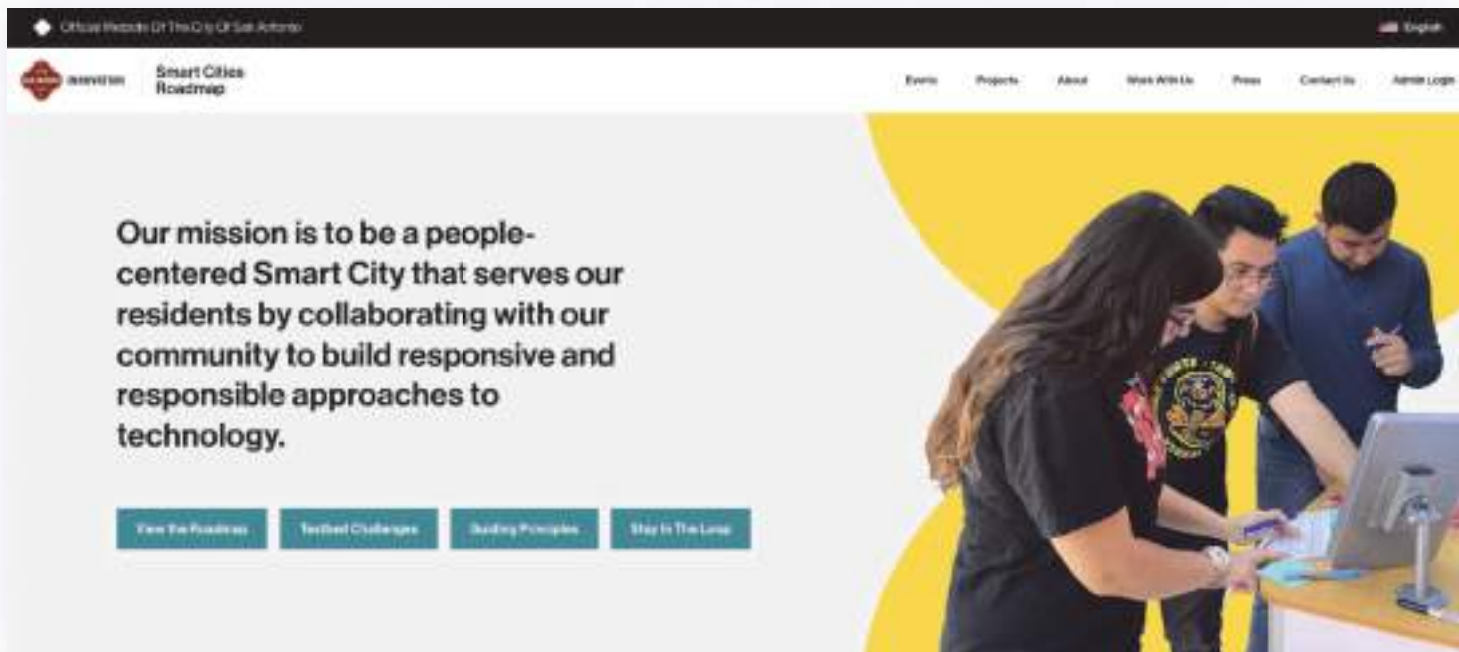 Official Website Of The City Of San Antonio
English
INNOVATION
Smart Cities
Roadmap
Events
Projects
About
Work With Us
Press
Contact Us
Admin Login
Our mission is to be a people-
centered Smart City that serves our
residents by collaborating with our
community to build responsive and
responsible approaches to
technology.
View the Roadmap
Testbed Challenges
Guiding Principles
Stay In The Loop